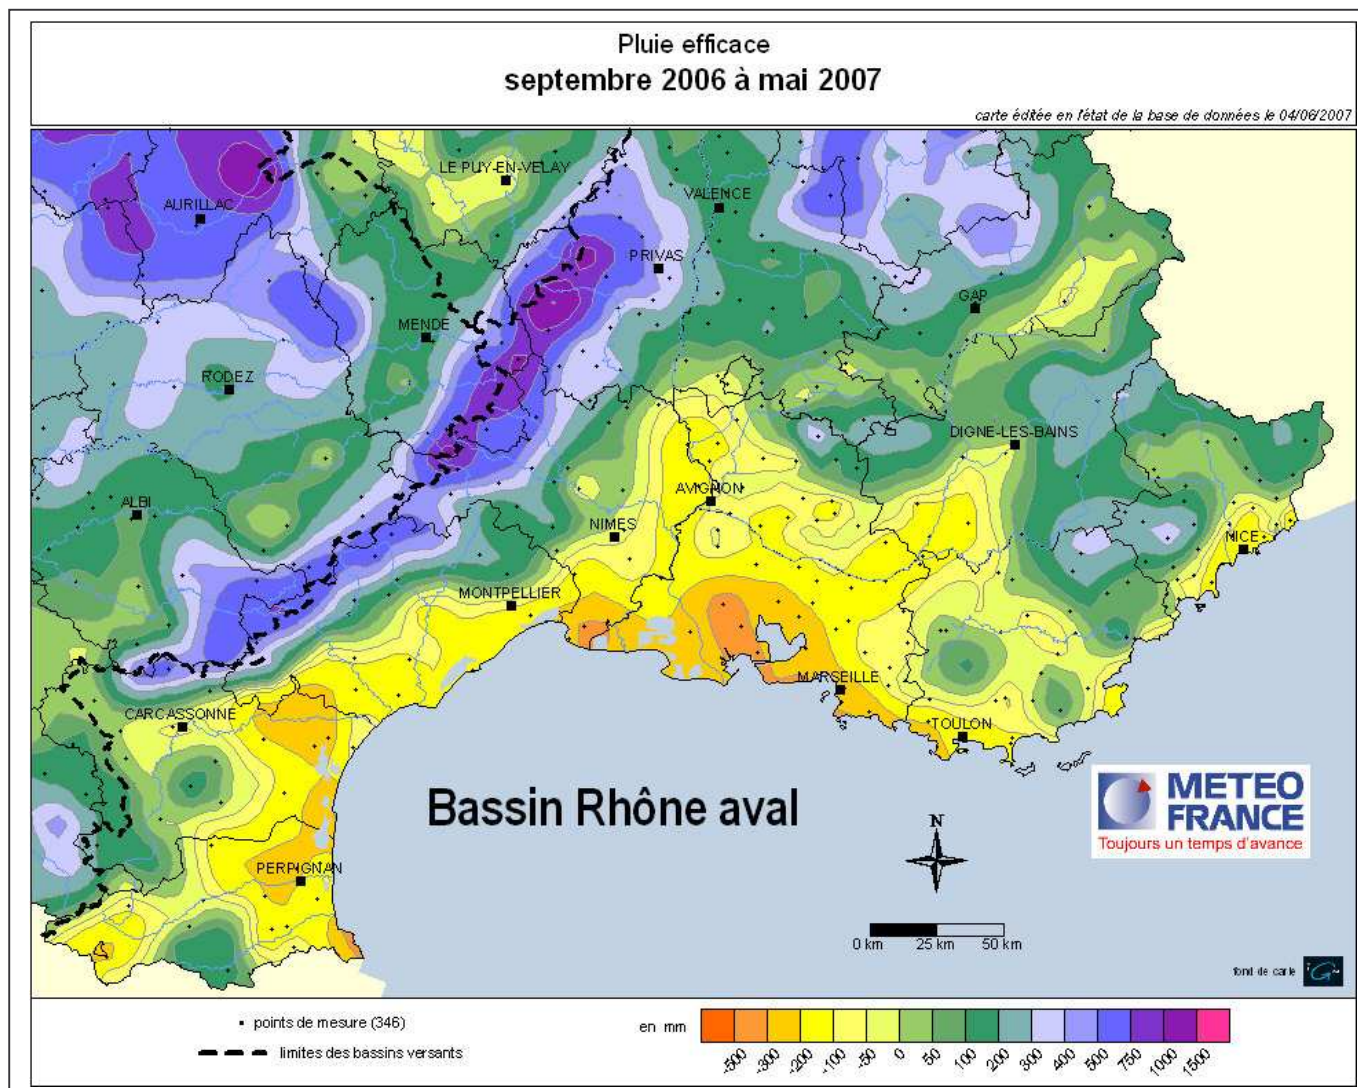 Pluie efficace
septembre 2006 à mai 2007
carte éditée en l'état de la base de données le 04/06/2007
LE PUY-EN-VELAY
AURILLAC
VALENCE
PRIVAS
GAP
MENDE
RODEZ
DIGNE-LES-BAINS
AVIGNON
ALBI
NIMES
NICE
MONTPELLIER
MARSEILLE
CARCASSONNE
TOULON
Bassin Rhône aval
METEO
FRANCE
Toujours un temps d'avance
N
PERPIGNAN
0 km 25 km 50 km
fond de carte
points de mesure (346)
en mm
limites des bassins versants
-500 -300 -200 -100 -50 0 50 100 200 300 400 500 750 1000 1500